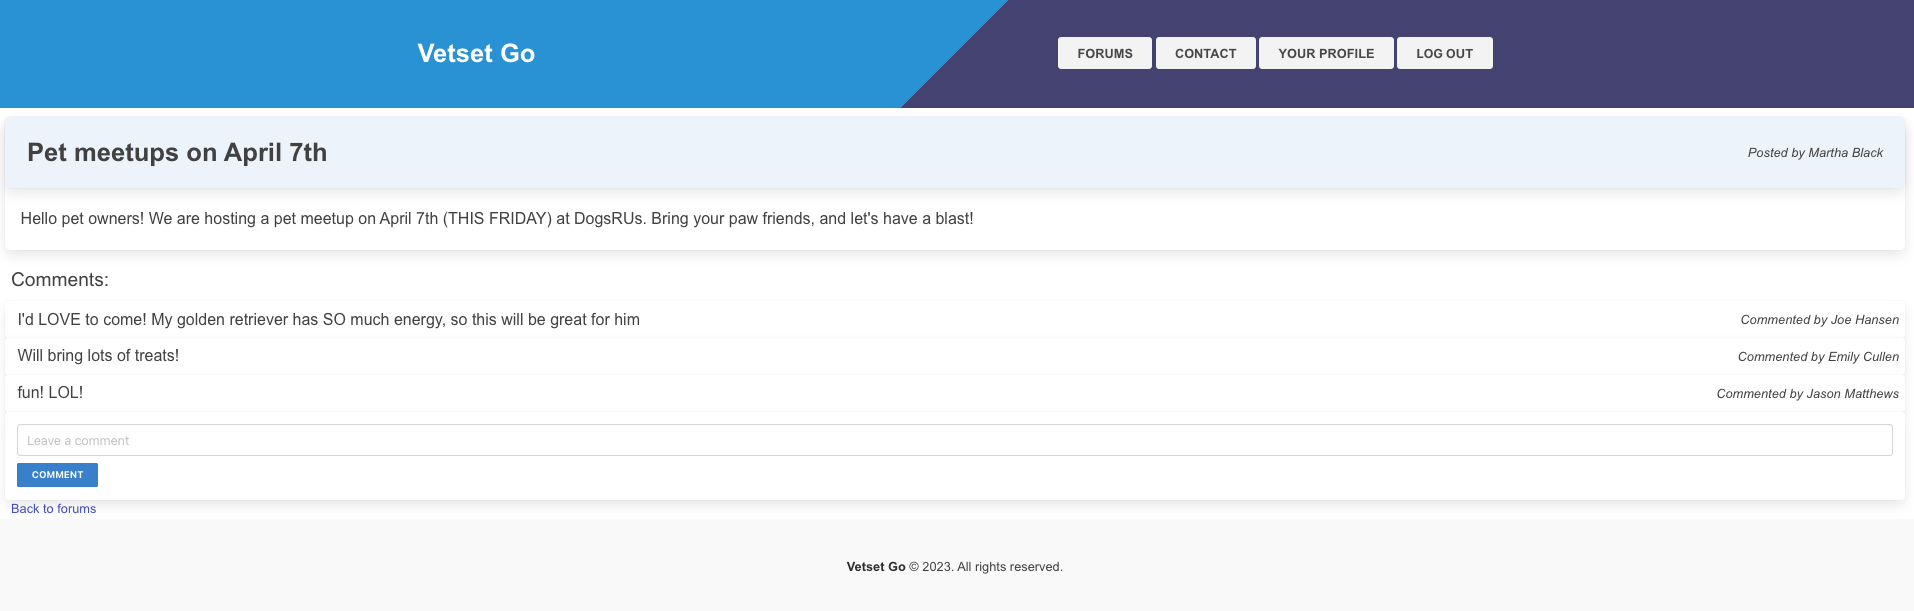 Vetset Go
FORUMS CONTACT YOUR PROFILE LOG OUT
Pet meetups on April 7th
Posted by Martha Black
Hello pet owners! We are hosting a pet meetup on April 7th (THIS FRIDAY) at DogsRUs. Bring your paw friends, and let's have a blast!
Comments:
I'd LOVE to come! My golden retriever has SO much energy, so this will be great for him
Commented by Joe Hansen
Will bring lots of treats!
Commented by Emily Cullen
fun! LOL!
Commented by Jason Matthews
Leave a comment
COMMENT
Back to forums
Vetset Go © 2023. All rights reserved.